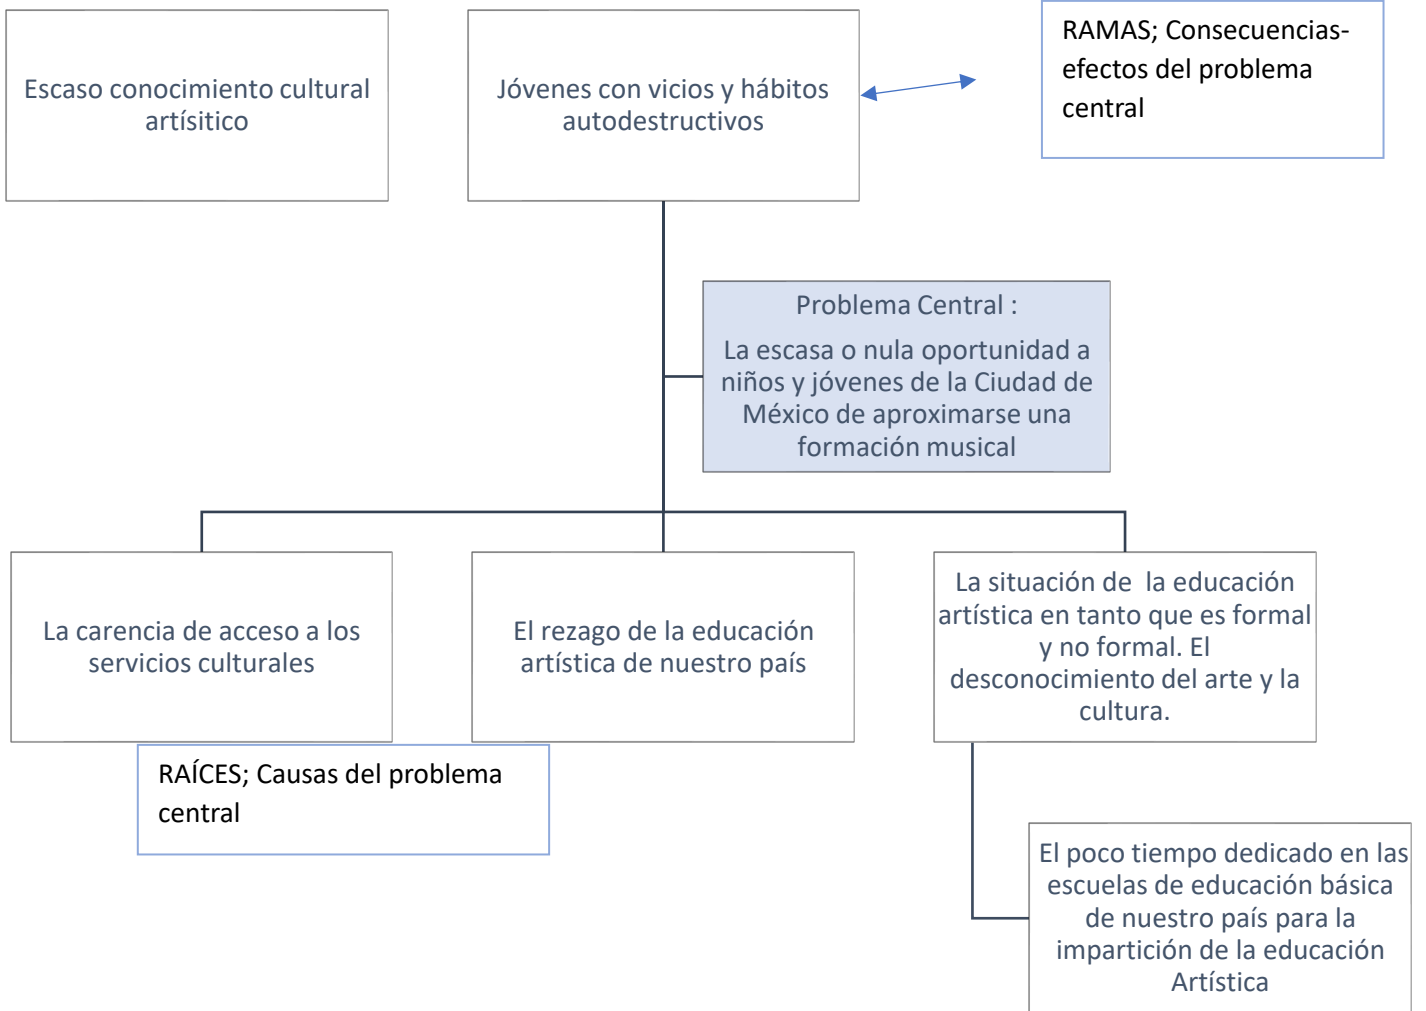 Escaso conocimiento cultural
artísitico
Jóvenes con vicios y hábitos
autodestructivos
RAMAS; Consecuencias-
efectos del problema
central
Problema Central :
La escasa o nula oportunidad a
niños y jóvenes de la Ciudad de
México de aproximarse una
formación musical
La carencia de acceso a los
servicios culturales
El rezago de la educación
artística de nuestro país
La situación de  la educación
artística en tanto que es formal
y no formal. El
desconocimiento del arte y la
cultura.
RAÍCES; Causas del problema
central
El poco tiempo dedicado en las
escuelas de educación básica
de nuestro país para la
impartición de la educación
Artística